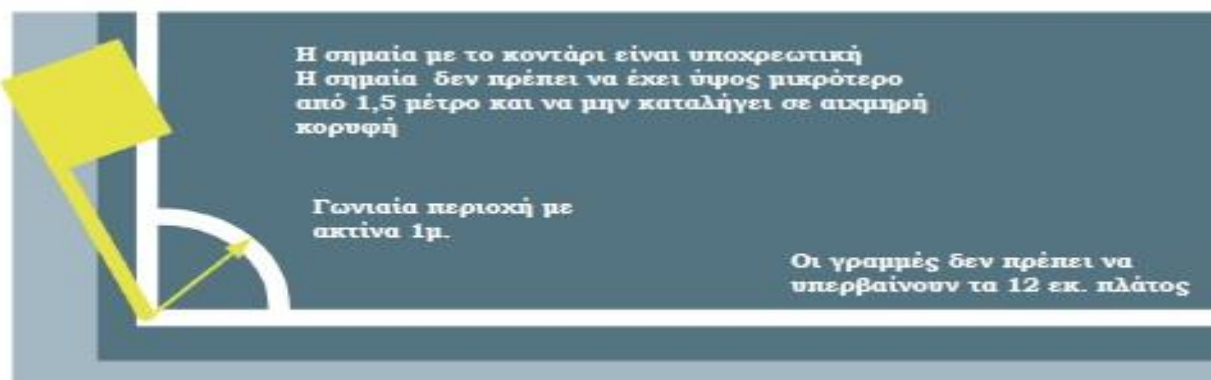 Η σημαία με το κοντάρι είναι υποχρεωτική
Η σημαία δεν πρέπει να έχει ύψος μικρότερο
από 1,5 μέτρο και να μην καταλήγει σε αιχμηρή
κορυφή
Γωνιαία περιοχή με
ακτίνα 1μ.
Οι γραμμές δεν πρέπει να
υπερβαίνουν τα 12 εκ. πλάτος